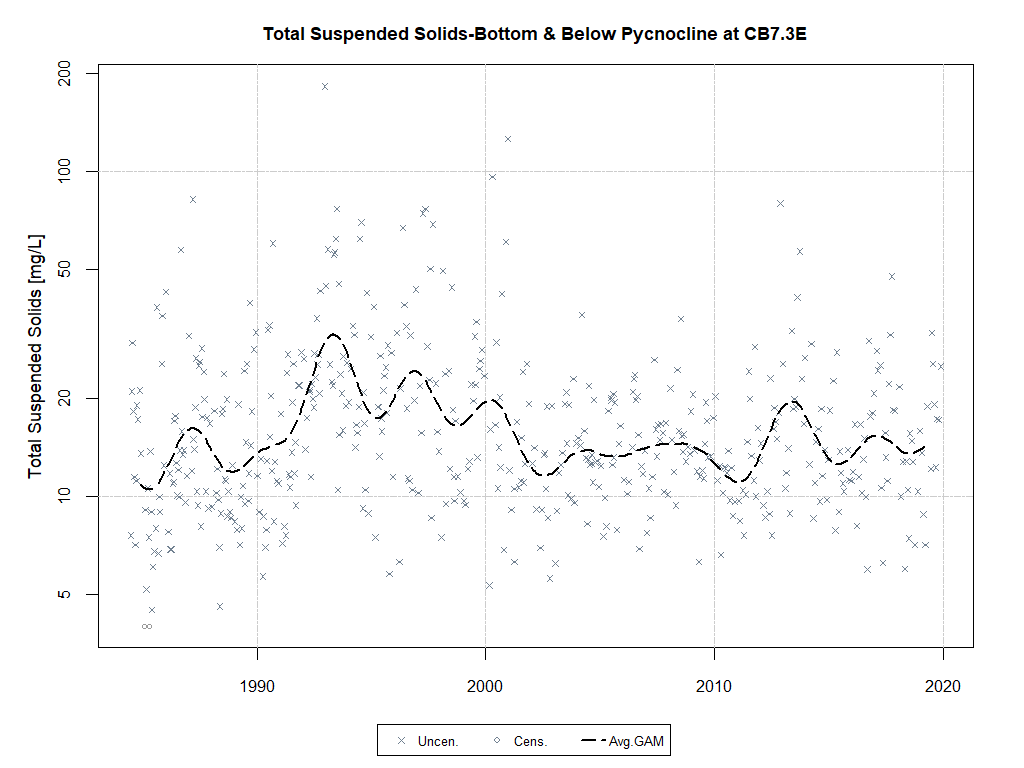 Total Suspended Solids-Bottom & Below Pycnocline at CB7.3E
Total Suspended Solids [mg/L]
200
100
50
20
10
5
1990 2000 2010 2020
Uncen. Cens. Avg.GAM